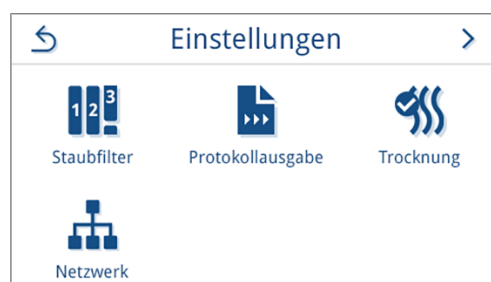 Einstellungen
1 2 3
Staubfilter
Protokollausgabe
Trocknung
Netzwerk